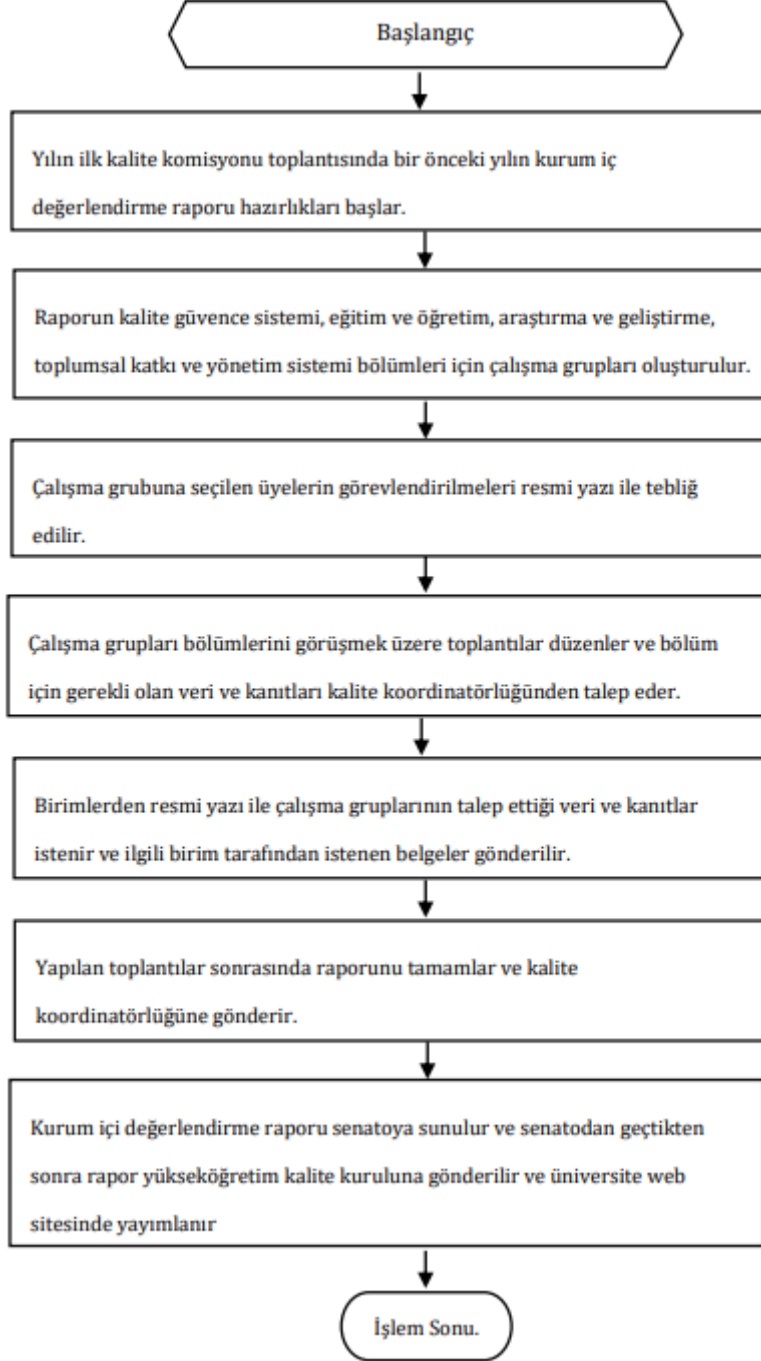 Başlangıç
Yılın ilk kalite komisyonu toplantısında bir önceki yılın kurum iç
değerlendirme raporu hazırlıkları başlar.
Raporun kalite güvence sistemi, eğitim ve öğretim, araştırma ve geliştirme,
toplumsal katkı ve yönetim sistemi bölümleri için çalışma grupları oluşturulur.
Çalışma grubuna seçilen üyelerin görevlendirilmeleri resmi yazı ile tebliğ
edilir.
Çalışma grupları bölümlerini görüşmek üzere toplantılar düzenler ve bölüm
için gerekli olan veri ve kanıtları kalite koordinatörlüğünden talep eder.
Birimlerden resmi yazı ile çalışma gruplarının talep ettiği veri ve kanıtlar
istenir ve ilgili birim tarafından istenen belgeler gönderilir.
Yapılan toplantılar sonrasında raporunu tamamlar ve kalite
koordinatörlüğüne gönderir.
Kurum içi değerlendirme raporu senatoya sunulur ve senatodan geçtikten
sonra rapor yükseköğretim kalite kuruluna gönderilir ve üniversite web
sitesinde yayımlanır
İşlem Sonu.